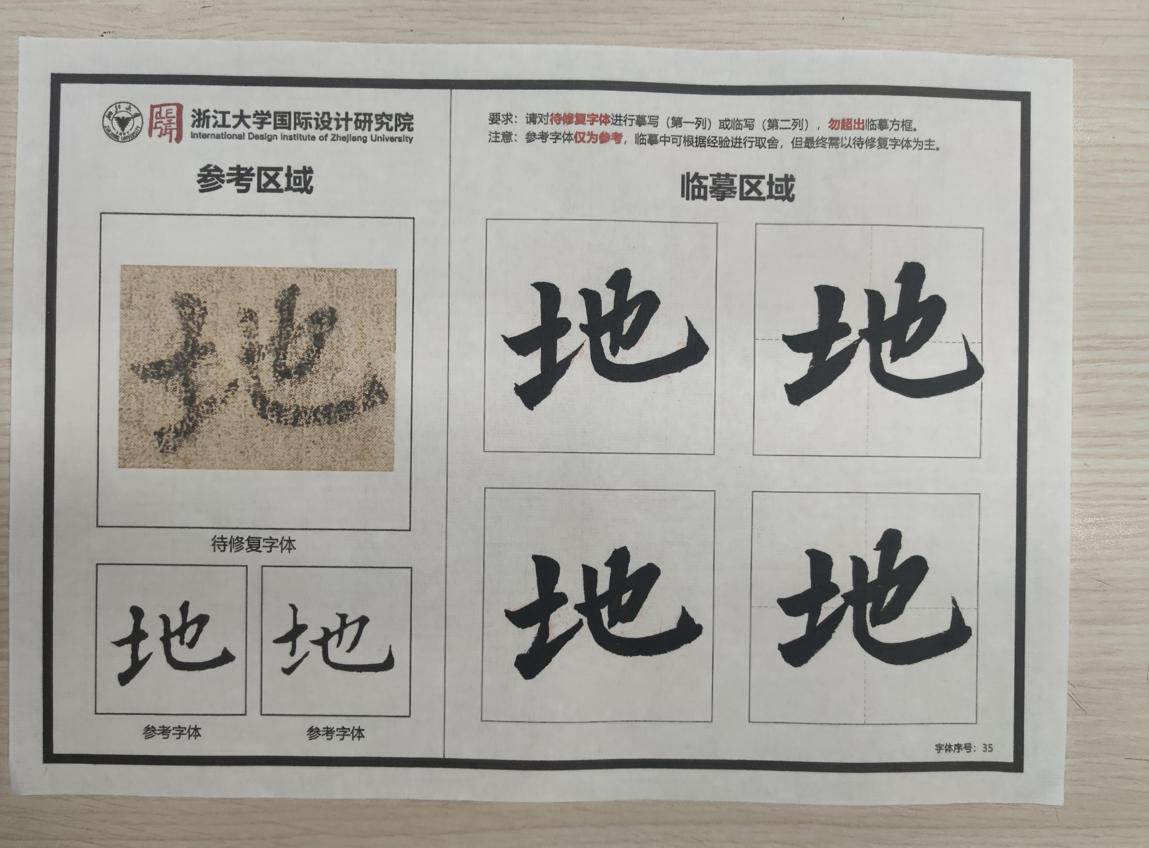 浙江大学国际设计研究院
International Design Institute of Zhejiang University
参考区域
地
待修复字体
地 地
参考字体 参考字体
要求：请对待修复字体进行摹写（第一列）或临写（第二列），勿超出临摹方框。
注意：参考字体仅为参考，临摹中可根据经验进行取舍，但最终需以待修复字体为主。
临摹区域
地 地
地 地
字体序号：35